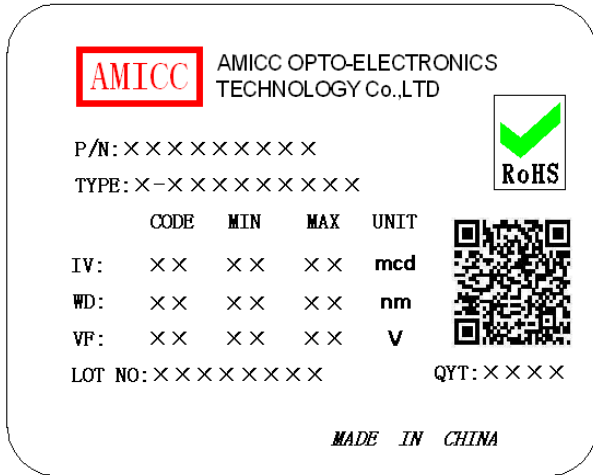 AMICC
AMICC OPTO-ELECTRONICS
TECHNOLOGY Co.,LTD
RoHS
P/N:×××××××××
TYPE:×-×××××××××
CODE MIN MAX UNIT
IV: ×× ×× ×× mcd
WD: ×× ×× ×× nm
VF: ×× ×× ×× V
LOT NO:××××××××
QYT:××××
MADE IN CHINA